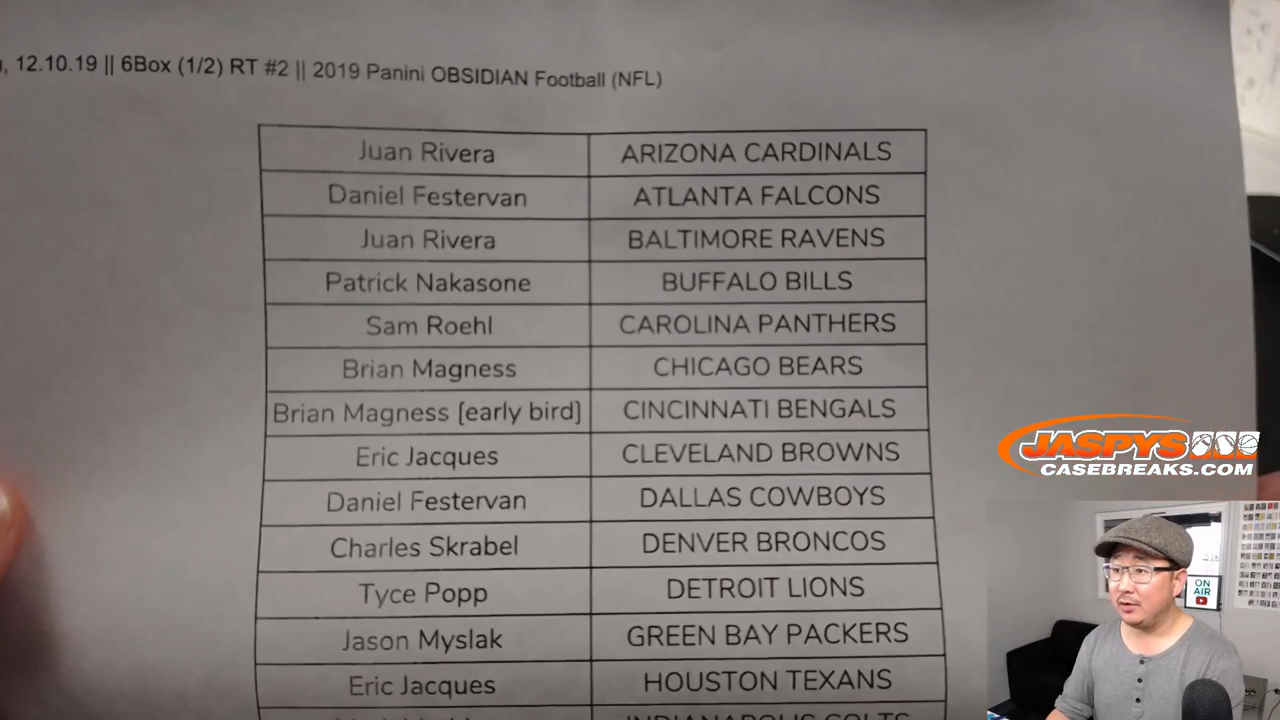 12.10.19 || 6Box (1/2) RT #2 || 2019 Panini OBSIDIAN Football (NFL)
Juan Rivera ARIZONA CARDINALS
Daniel Festervan ATLANTA FALCONS
Juan Rivera BALTIMORE RAVENS
Patrick Nakasone BUFFALO BILLS
Sam Roehl CAROLINA PANTHERS
Brian Magness CHICAGO BEARS
Brian Magness [early bird] CINCINNATI BENGALS
Eric Jacques CLEVELAND BROWNS
Daniel Festervan DALLAS COWBOYS
Charles Skrabel DENVER BRONCOS
Tyce Popp DETROIT LIONS
Jason Myslak GREEN BAY PACKERS
Eric Jacques HOUSTON TEXANS
INDIANAPOLIS COLTS
JASPYS
CASEBREAKS.COM
ON
AIR